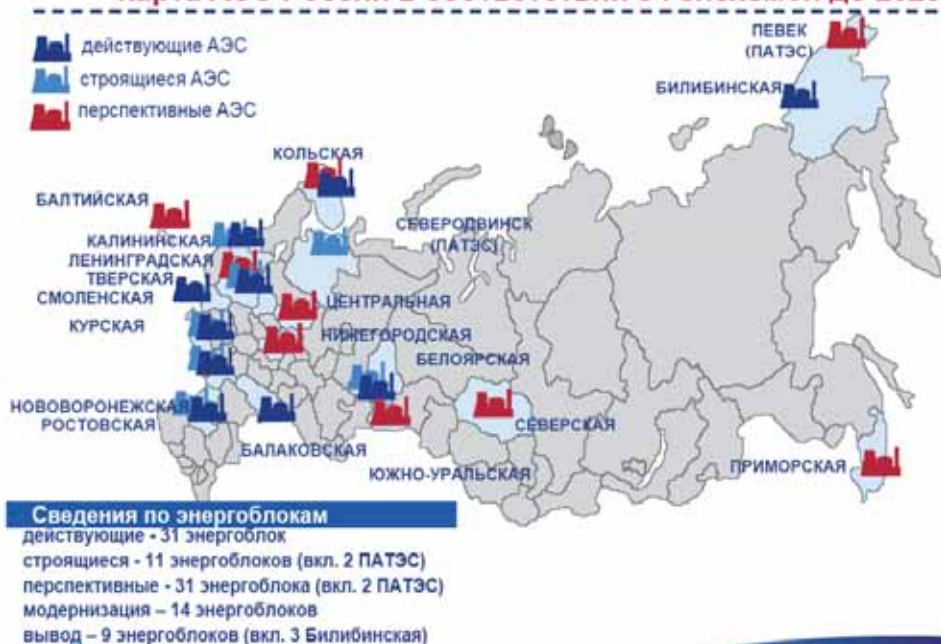 действующие АЭС
строящиеся АЭС
перспективные АЭС
ПЕВЕК
(ПАТЭС)
БИЛИБИНСКАЯ
КОЛЬСКАЯ
БАЛТИЙСКАЯ
СЕВЕРОДВИНСК
(ПАТЭС)
КАЛИНИНСКАЯ
ЛЕНИНГРАДСКАЯ
ТВЕРСКАЯ
СМОЛЕНСКАЯ
ЦЕНТРАЛЬНАЯ
КУРСКАЯ
НИЖЕГОРОДСКАЯ
БЕЛОЯРСКАЯ
НОВОВОРОНЕЖСКАЯ
РОСТОВСКАЯ
СЕВЕРСКАЯ
БАЛАКОВСКАЯ
ЮЖНО-УРАЛЬСКАЯ
ПРИМОРСКАЯ
Сведения по энергоблокам
действующие - 31 энергоблок
строящиеся - 11 энергоблоков (вкл. 2 ПАТЭС)
перспективные - 31 энергоблока (вкл. 2 ПАТЭС)
модернизация – 14 энергоблоков
вывод – 9 энергоблоков (вкл. 3 Билибинская)